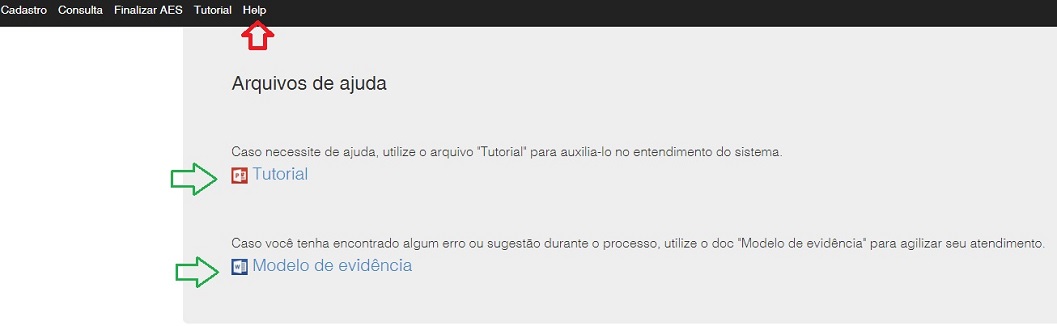 Cadastro Consulta Finalizar AES Tutorial Help
Arquivos de ajuda
Caso necessite de ajuda, utilize o arquivo "Tutorial" para auxilia-lo no entendimento do sistema.
Tutorial
Caso você tenha encontrado algum erro ou sugestão durante o processo, utilize o doc "Modelo de evidência" para agilizar seu atendimento.
Modelo de evidência